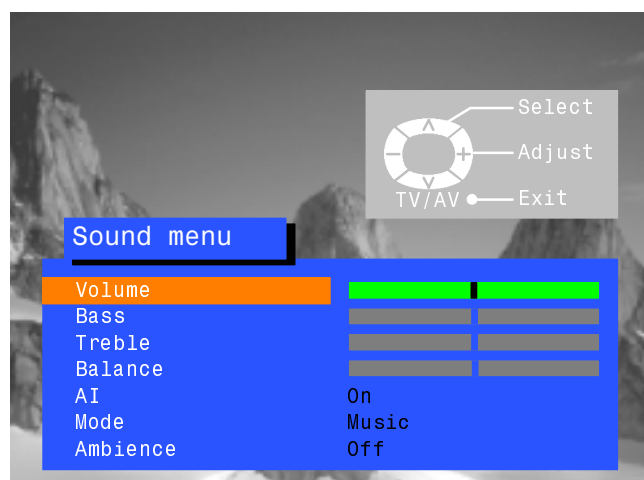 Select
Adjust
TV/AV Exit
Sound menu
Volume
Bass
Treble
Balance
AI On
Mode Music
Ambience Off